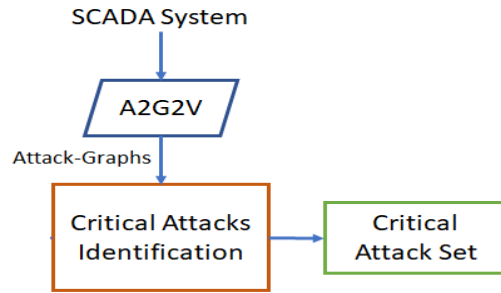 SCADA System
A2G2V
Attack-Graphs
Critical Attacks
Identification
Critical
Attack Set